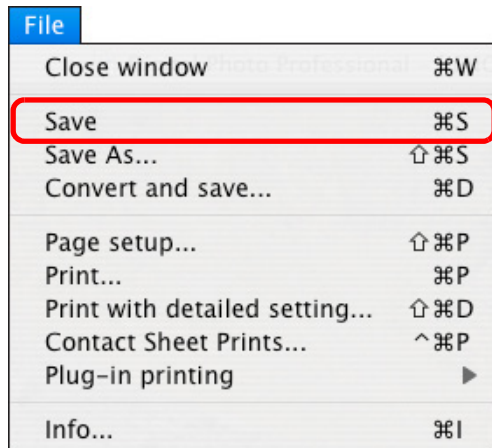 File
Close window ⌘W
Save ⌘S
Save As... ⇧⌘S
Convert and save... ⌘D
Page setup... ⇧⌘P
Print... ⌘P
Print with detailed setting... ⇧⌘D
Contact Sheet Prints... ^⌘P
Plug-in printing ▶
Info... ⌘I